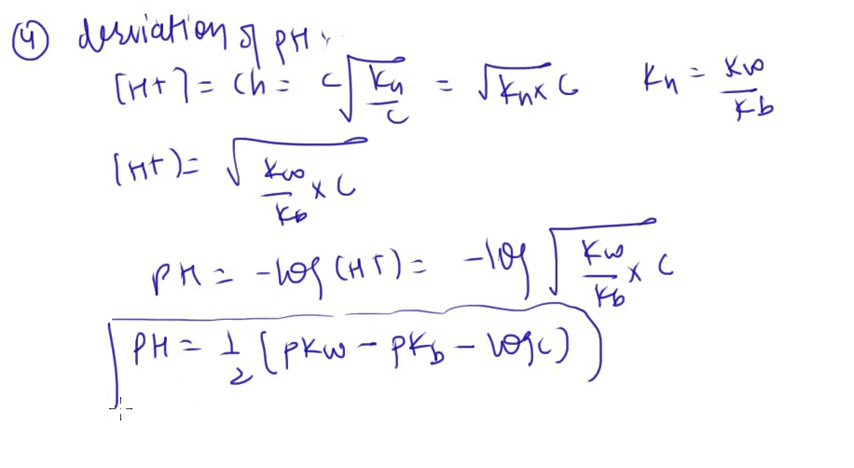 ④ derviation of PH,
[H+] = Ch = C√(Kh/C) = √(Kh × C)    Kh = Kw/Kb
[H+] = √(Kw/Kb × C)
PH = -log (H+) = -log √(Kw/Kb × C)
PH = 1/2 (PKw - PKb - logC)